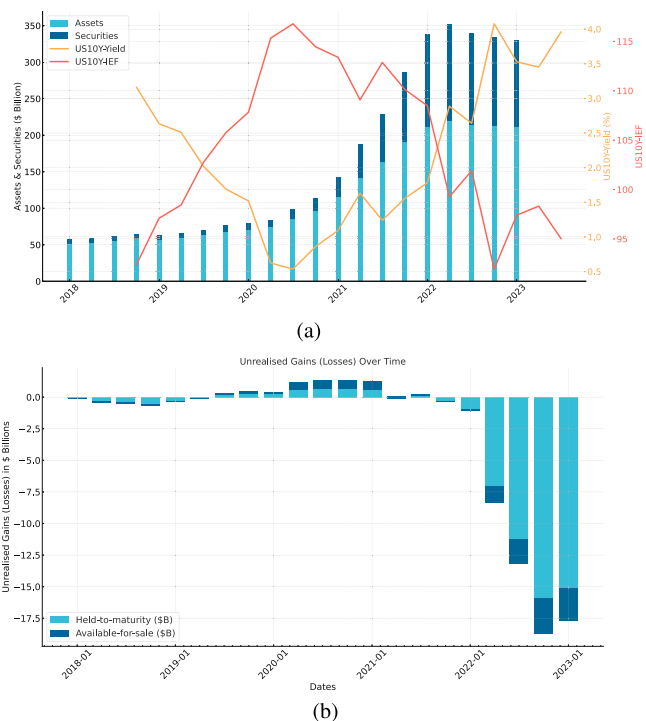 Assets
Securities
US10Y-Yield
US10Y-IEF
Assets & Securities ($ Billion)
350
300
250
200
150
100
50
0
2018
2019
2020
2021
2022
2023
4.0
3.5
3.0
2.5
2.0
1.5
1.0
0.5
US10Y-Yield (%)
115
110
105
100
95
US10Y-IEF
(a)
Unrealised Gains (Losses) Over Time
Unrealised Gains (Losses) in $ Billions
0.0
−2.5
−5.0
−7.5
−10.0
−12.5
−15.0
−17.5
Held-to-maturity ($B)
Available-for-sale ($B)
2018-01
2019-01
2020-01
2021-01
2022-01
2023-01
Dates
(b)